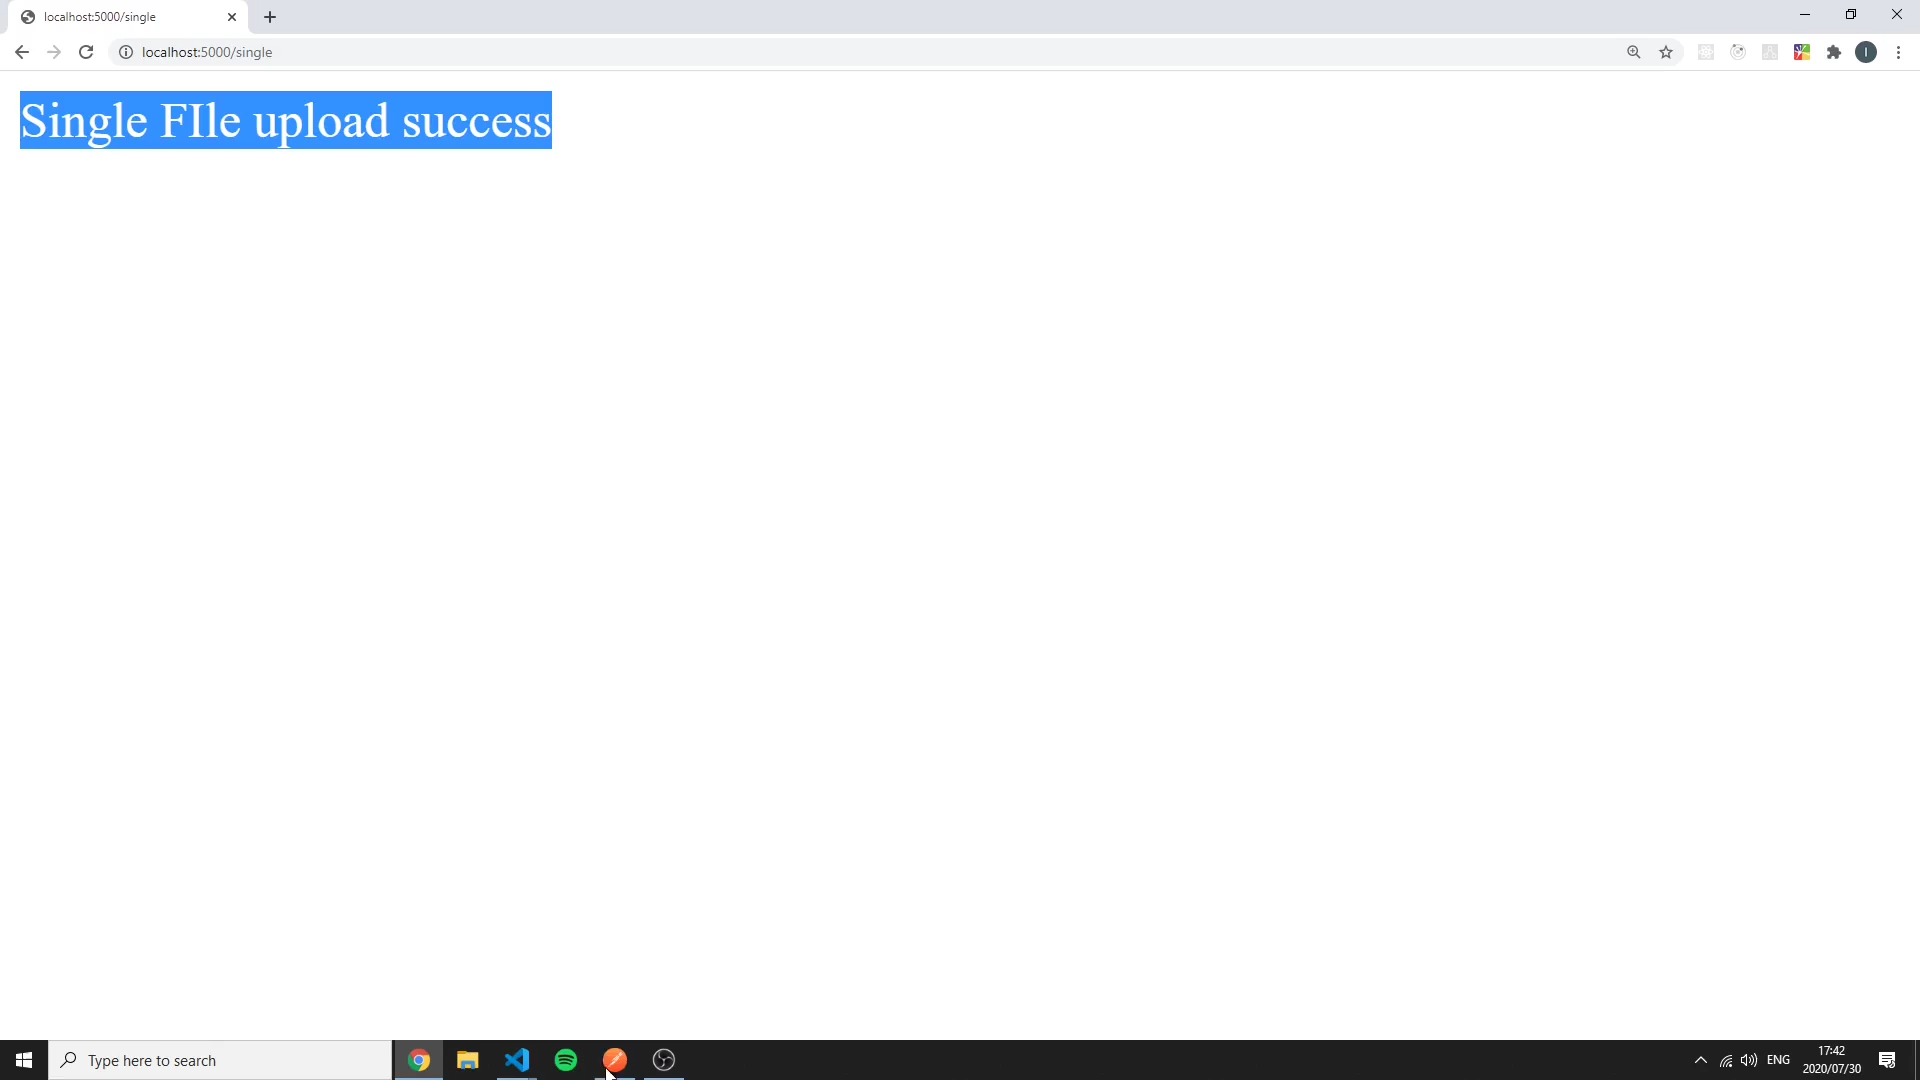 localhost:5000/single
localhost:5000/single
I
Single FIle upload success
Type here to search
ENG
17:42
2020/07/30